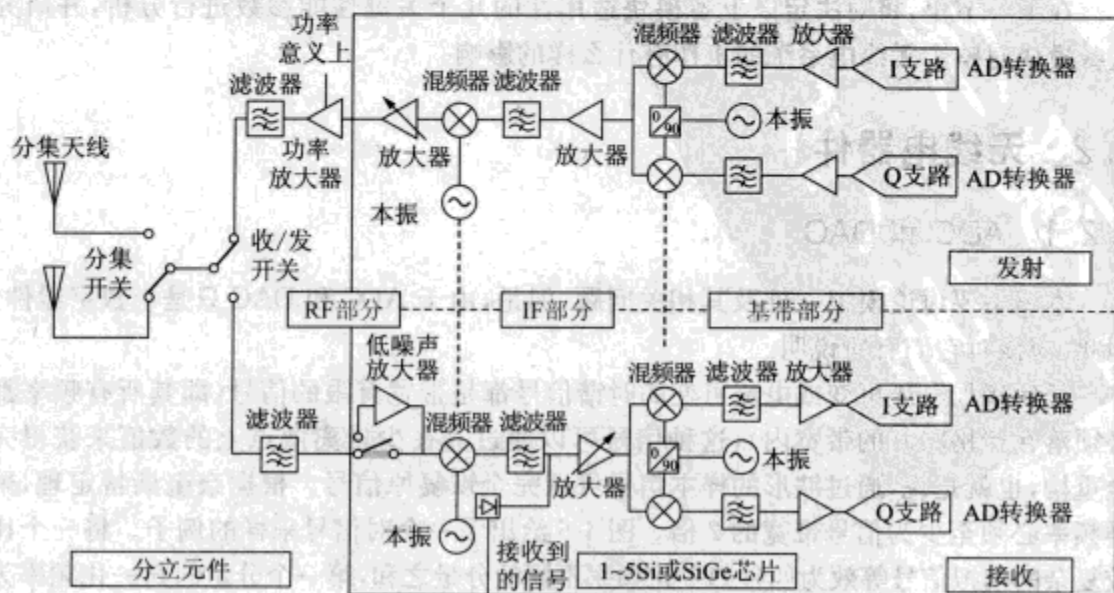 功率
意义上
混频器 滤波器 放大器
I支路 AD转换器
滤波器
混频器 滤波器
0/90 本振
分集天线
功率
放大器
放大器
放大器
Q支路 AD转换器
本振
分集
开关
收/发
开关
发射
RF部分 IF部分 基带部分
低噪声
放大器
混频器 滤波器 放大器
I支路 AD转换器
滤波器
混频器 滤波器
0/90 本振
放大器
本振
Q支路 AD转换器
接收到
的信号
分立元件
1~5Si或SiGe芯片
接收